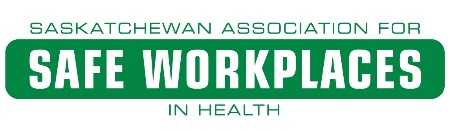 SASKATCHEWAN ASSOCIATION FOR
SAFE WORKPLACES
IN HEALTH